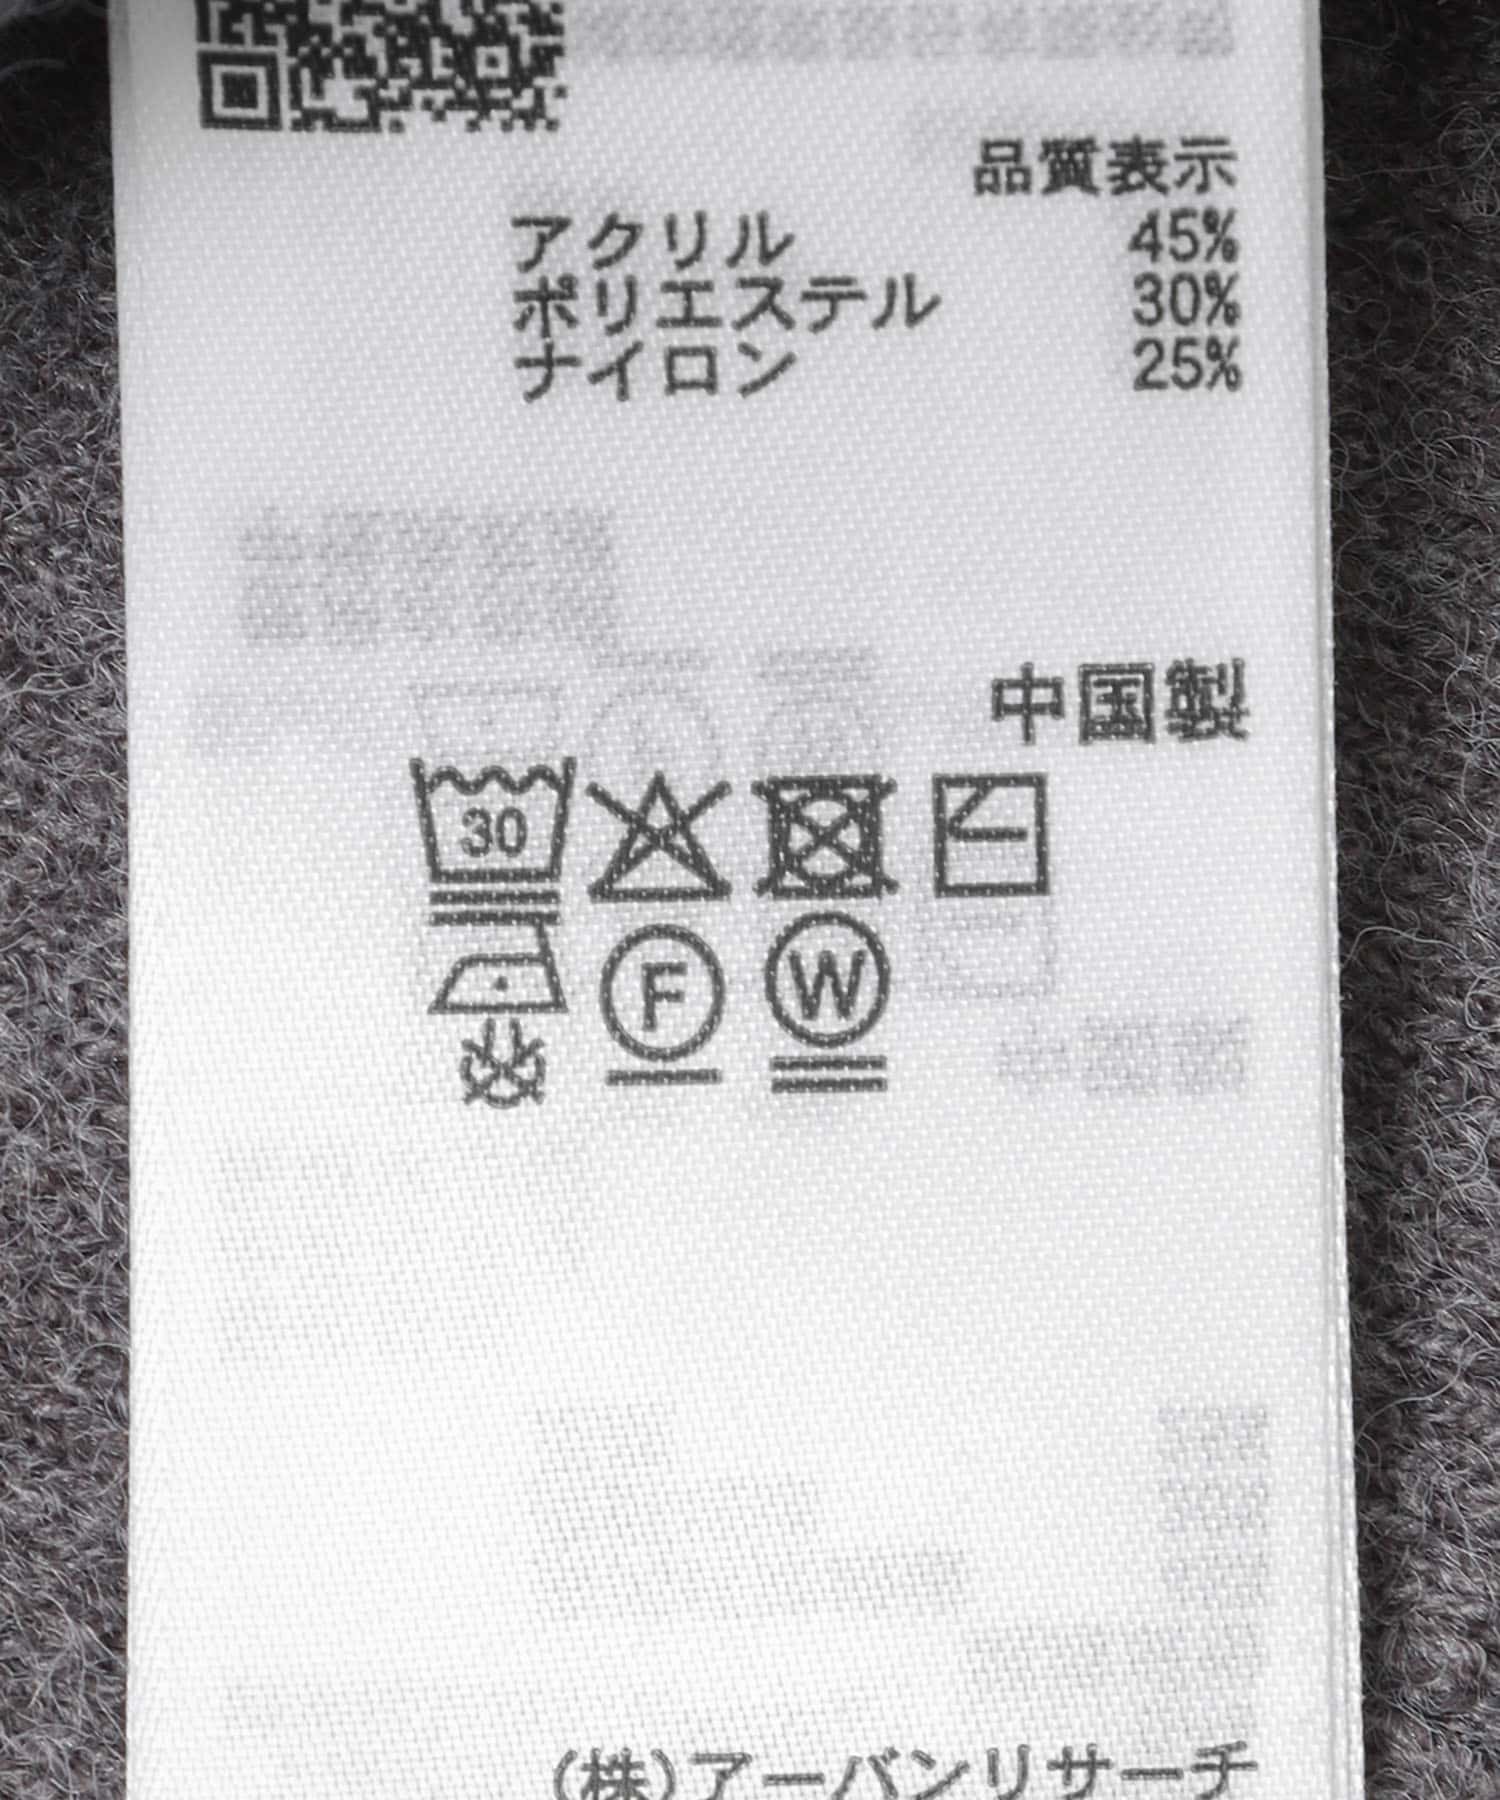 品質表示
アクリル 45%
ポリエステル 30%
ナイロン 25%
中国製
30
F W
(株)アーバンリサーチ